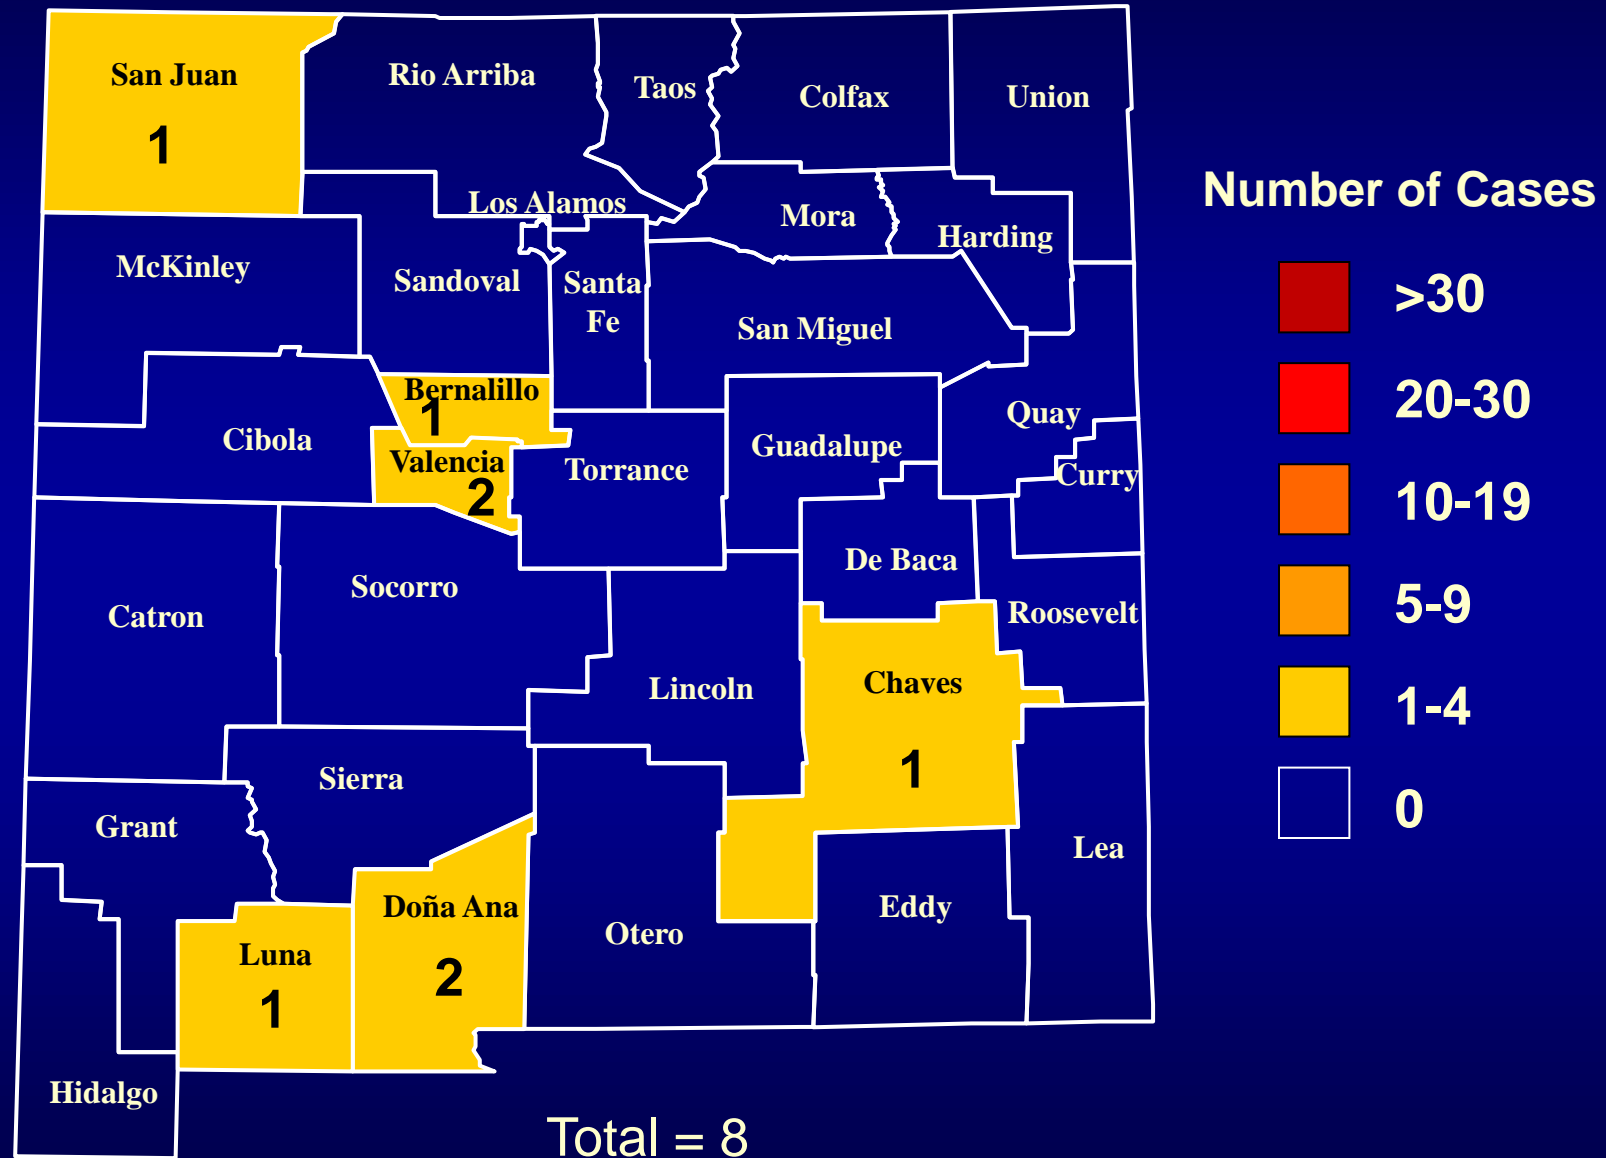 San Juan
1
Rio Arriba
Taos
Colfax
Union
Los Alamos
Mora
Harding
McKinley
Sandoval
Santa
Fe
San Miguel
Bernalillo
1
Cibola
Valencia
2
Torrance
Guadalupe
Quay
Curry
De Baca
Catron
Socorro
Roosevelt
Lincoln
Chaves
1
Sierra
Grant
Lea
Doña Ana
2
Eddy
Otero
Luna
1
Hidalgo
Total = 8
Number of Cases
>30
20-30
10-19
5-9
1-4
0